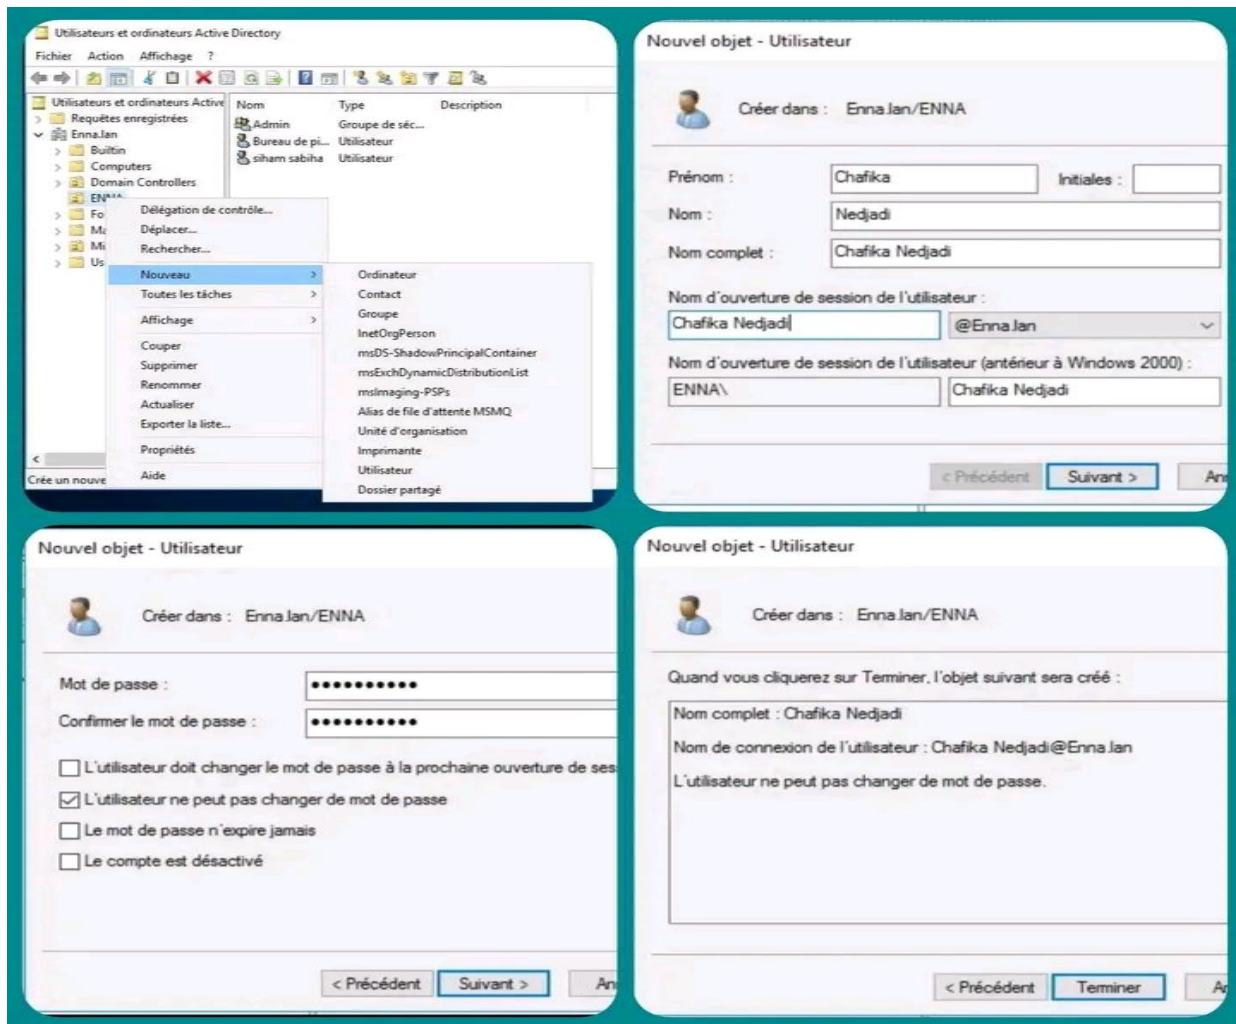 Utilisateurs et ordinateurs Active Directory
Fichier Action Affichage ?
Utilisateurs et ordinateurs Active
Requêtes enregistrées
Enna.lan
Builtin
Computers
Domain Controllers
ENNA
Fo
Ma
Mi
Us
Nom Type Description
Admin Groupe de séc...
Bureau de pi... Utilisateur
siham sabiha Utilisateur
Délégation de contrôle...
Déplacer...
Rechercher...
Nouveau
Toutes les tâches
Affichage
Couper
Supprimer
Renommer
Actualiser
Exporter la liste...
Propriétés
Aide
Ordinateur
Contact
Groupe
InetOrgPerson
msDS-ShadowPrincipalContainer
msExchDynamicDistributionList
msImaging-PSPs
Alias de file d'attente MSMQ
Unité d'organisation
Imprimante
Utilisateur
Dossier partagé
Crée un nouve
Nouvel objet - Utilisateur
Créer dans : Enna.lan/ENNA
Prénom : Chafika Initiales :
Nom : Nedjadi
Nom complet : Chafika Nedjadi
Nom d'ouverture de session de l'utilisateur :
Chafika Nedjadi @Enna.lan
Nom d'ouverture de session de l'utilisateur (antérieur à Windows 2000) :
ENNA\ Chafika Nedjadi
< Précédent Suivant > Ann
Nouvel objet - Utilisateur
Créer dans : Enna.lan/ENNA
Mot de passe : ●●●●●●●●●●
Confirmer le mot de passe : ●●●●●●●●●●
L'utilisateur doit changer le mot de passe à la prochaine ouverture de ses
L'utilisateur ne peut pas changer de mot de passe
Le mot de passe n'expire jamais
Le compte est désactivé
< Précédent Suivant > An
Nouvel objet - Utilisateur
Créer dans : Enna.lan/ENNA
Quand vous cliquerez sur Terminer, l'objet suivant sera créé :
Nom complet : Chafika Nedjadi
Nom de connexion de l'utilisateur : Chafika Nedjadi@Enna.lan
L'utilisateur ne peut pas changer de mot de passe.
< Précédent Terminer A